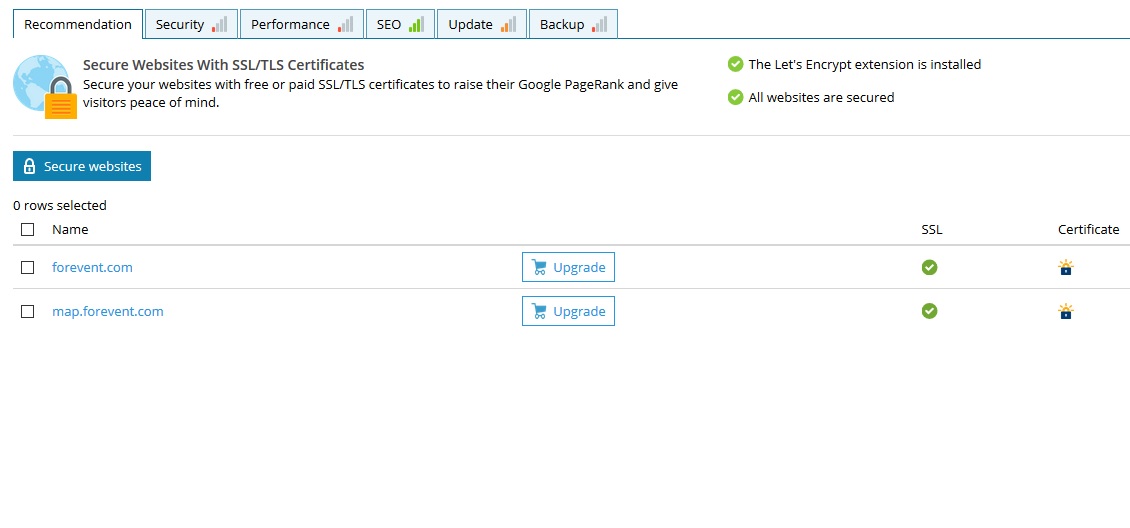 Recommendation Security Performance SEO Update Backup
Secure Websites With SSL/TLS Certificates
Secure your websites with free or paid SSL/TLS certificates to raise their Google PageRank and give
visitors peace of mind.
The Let's Encrypt extension is installed
All websites are secured
Secure websites
0 rows selected
Name SSL Certificate
forevent.com Upgrade
map.forevent.com Upgrade